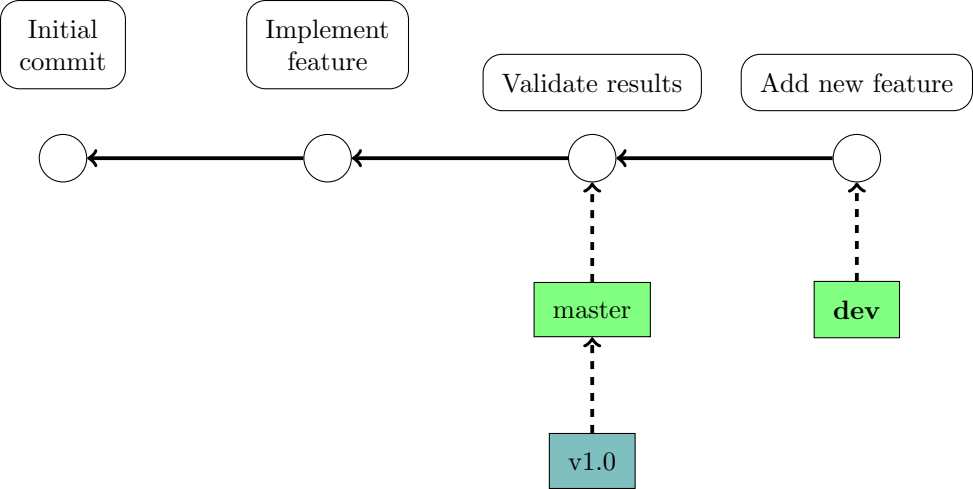 Initial
commit
Implement
feature
Validate results
Add new feature
master
dev
v1.0